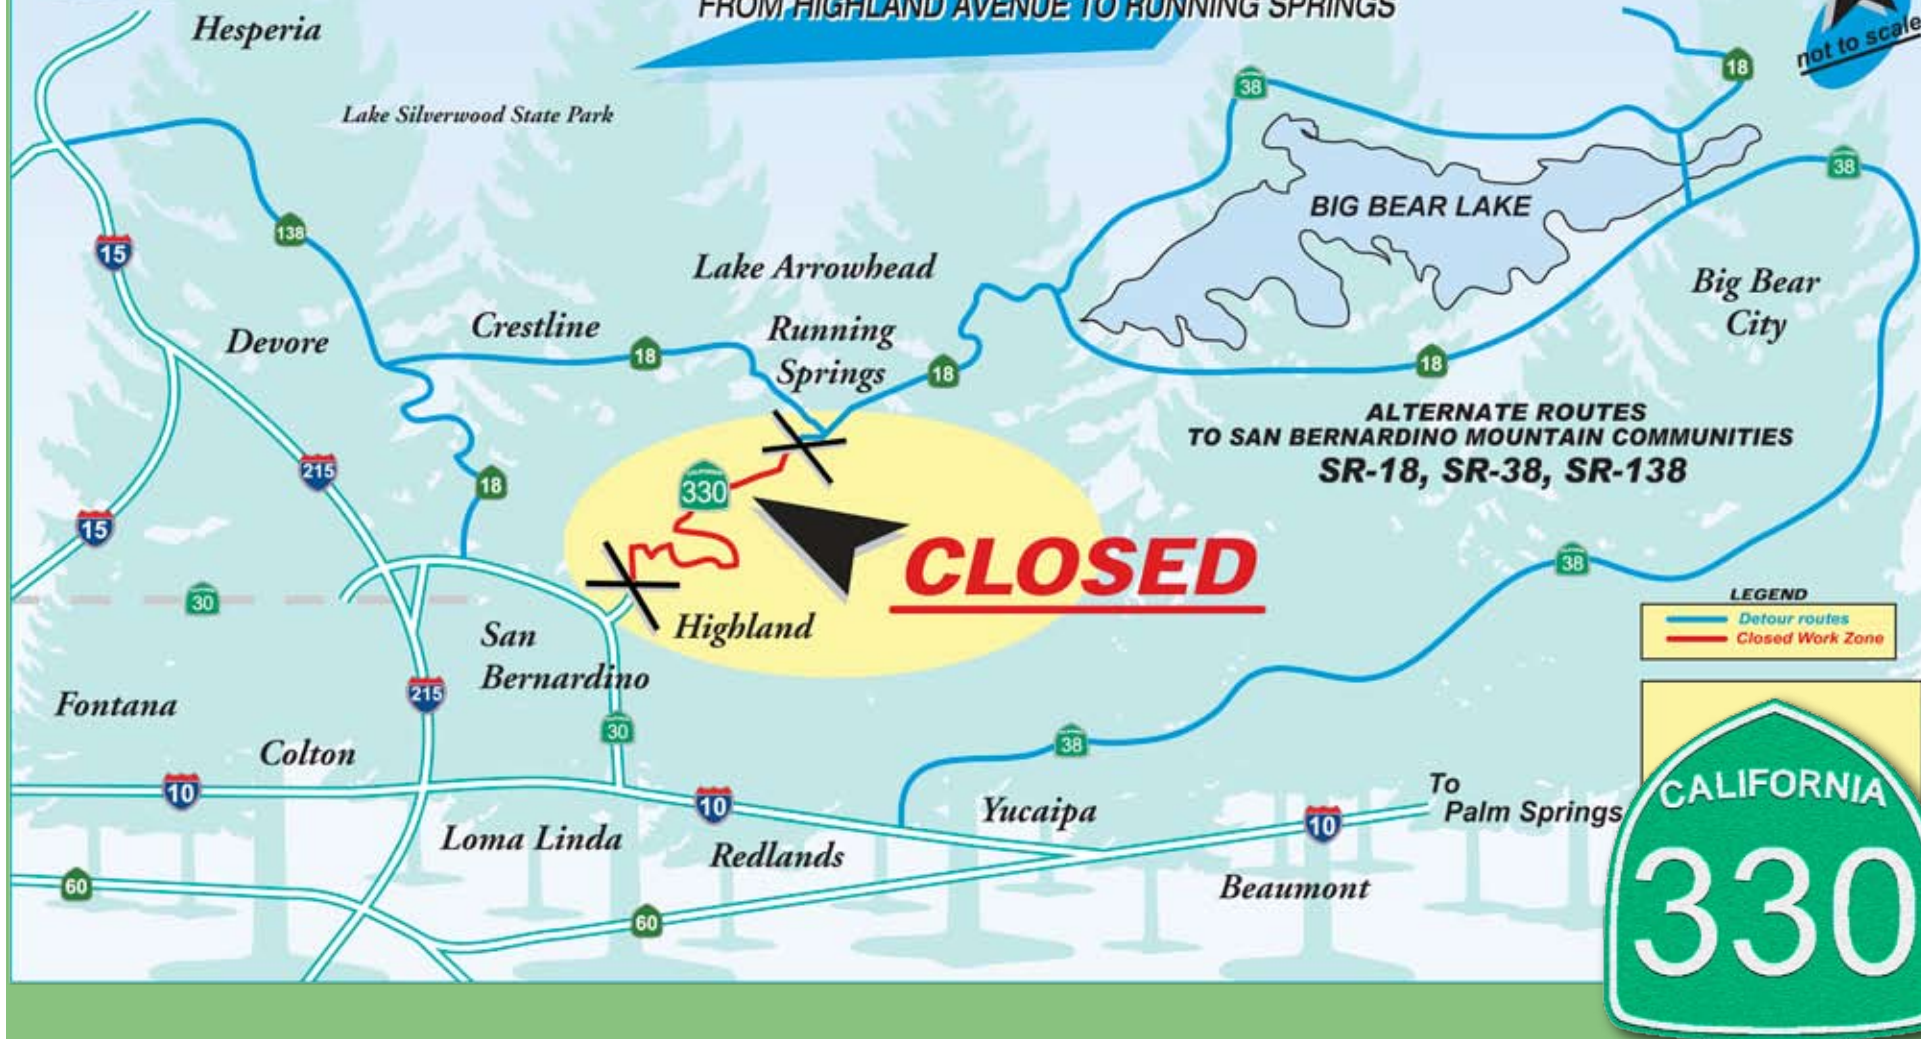 FROM HIGHLAND AVENUE TO RUNNING SPRINGS
Hesperia
not to scale
18
38
Lake Silverwood State Park
38
BIG BEAR LAKE
138
15
Lake Arrowhead
Big Bear
City
Devore
Crestline
Running
Springs
18
18
18
ALTERNATE ROUTES
TO SAN BERNARDINO MOUNTAIN COMMUNITIES
SR-18, SR-38, SR-138
215
18
CALIFORNIA
330
15
CLOSED
38
30
LEGEND
Detour routes
Closed Work Zone
Highland
San
Bernardino
215
Fontana
30
38
Colton
10
10
To
Palm Springs
10
Yucaipa
Loma Linda
Redlands
60
Beaumont
60
CALIFORNIA
330